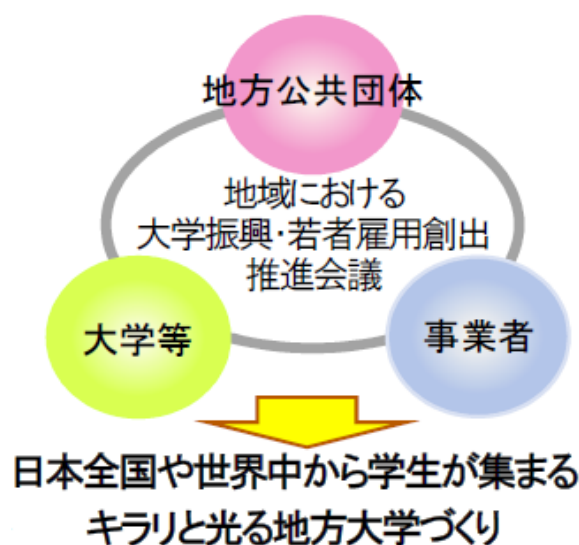 地方公共団体
地域における
大学振興・若者雇用創出
推進会議
大学等
事業者
日本全国や世界中から学生が集まる
キラリと光る地方大学づくり